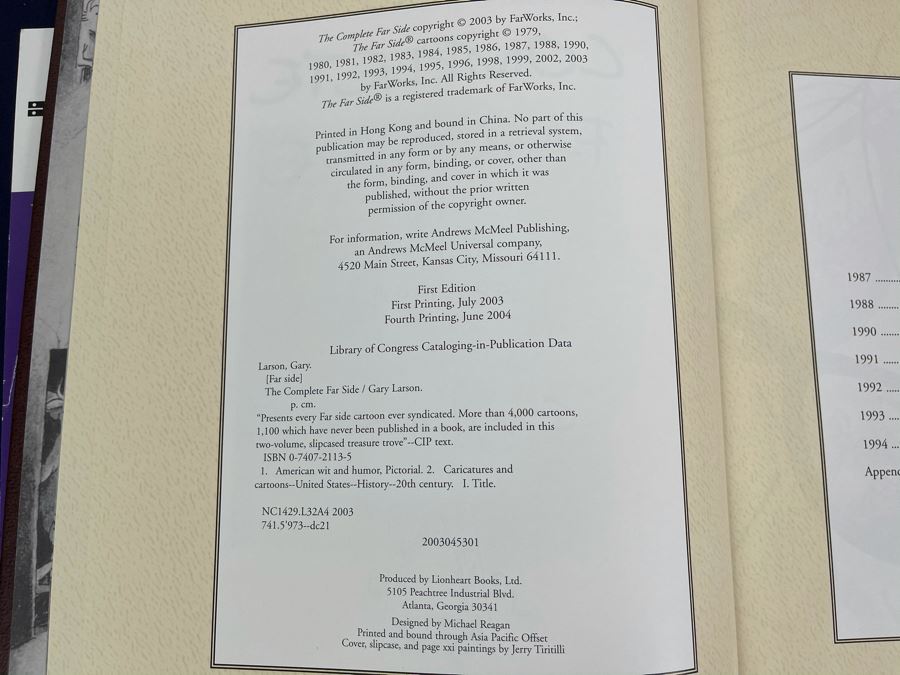 The Complete Far Side copyright © 2003 by FarWorks, Inc.;
The Far Side® cartoons copyright © 1979,
1980, 1981, 1982, 1983, 1984, 1985, 1986, 1987, 1988, 1990,
1991, 1992, 1993, 1994, 1995, 1996, 1998, 1999, 2002, 2003
by FarWorks, Inc. All Rights Reserved.
The Far Side® is a registered trademark of FarWorks, Inc.
Printed in Hong Kong and bound in China. No part of this
publication may be reproduced, stored in a retrieval system,
transmitted in any form or by any means, or otherwise
circulated in any form, binding, or cover, other than
the form, binding, and cover in which it was
published, without the prior written
permission of the copyright owner.
For information, write Andrews McMeel Publishing,
an Andrews McMeel Universal company,
4520 Main Street, Kansas City, Missouri 64111.
First Edition
First Printing, July 2003
Fourth Printing, June 2004
Library of Congress Cataloging-in-Publication Data
Larson, Gary.
[Far side]
The Complete Far Side / Gary Larson.
p. cm.
“Presents every Far side cartoon ever syndicated. More than 4,000 cartoons,
1,100 which have never been published in a book, are included in this
two-volume, slipcased treasure trove”--CIP text.
ISBN 0-7407-2113-5
1. American wit and humor, Pictorial. 2. Caricatures and
cartoons--United States--History--20th century. I. Title.
NC1429.L32A4 2003
741.5'973--dc21
2003045301
Produced by Lionheart Books, Ltd.
5105 Peachtree Industrial Blvd.
Atlanta, Georgia 30341
Designed by Michael Reagan
Printed and bound through Asia Pacific Offset
Cover, slipcase, and page xxi paintings by Jerry Tiritilli
1987 ..........
1988 ........
1990 ........
1991 ......
1992 ......
1993 .....
1994 ...
Appen